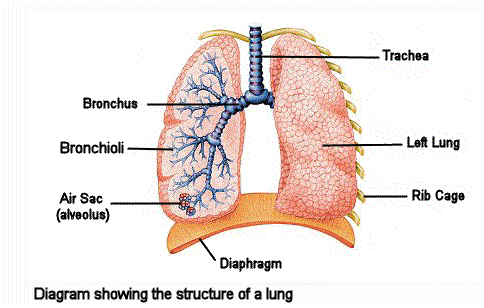 Trachea
Bronchus
Bronchioli
Left Lung
Air Sac
(alveolus)
Rib Cage
Diaphragm
Diagram showing the structure of a lung